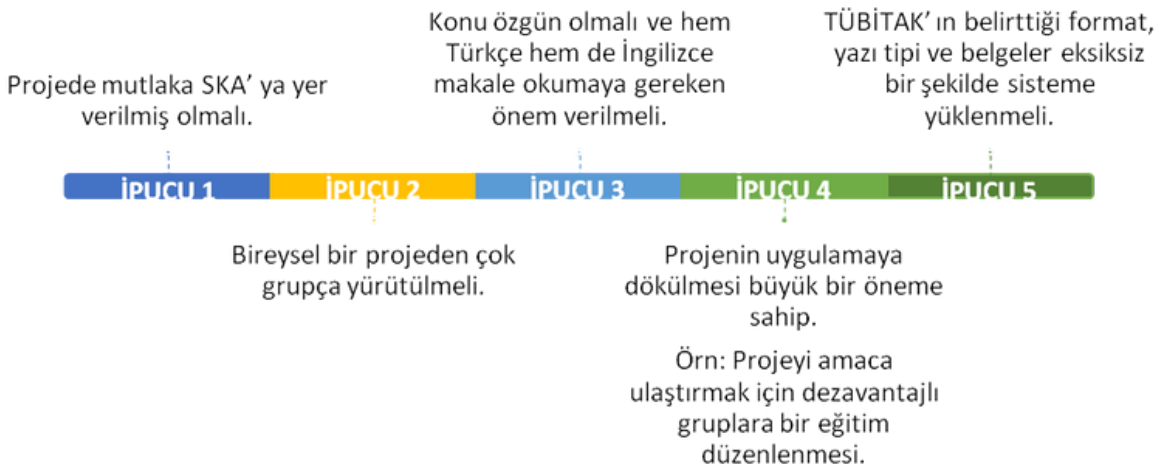 Projede mutlaka SKA' ya yer
verilmiş olmalı.
Konu özgün olmalı ve hem
Türkçe hem de İngilizce
makale okumaya gereken
önem verilmeli.
TÜBİTAK' ın belirttiği format,
yazı tipi ve belgeler eksiksiz
bir şekilde sisteme
yüklenmeli.
İPUCU 1
İPUCU 2
İPUCU 3
İPUCU 4
İPUCU 5
Bireysel bir projeden çok
grupça yürütülmeli.
Projenin uygulamaya
dökülmesi büyük bir öneme
sahip.
Örn: Projeyi amaca
ulaştırmak için dezavantajlı
gruplara bir eğitim
düzenlenmesi.